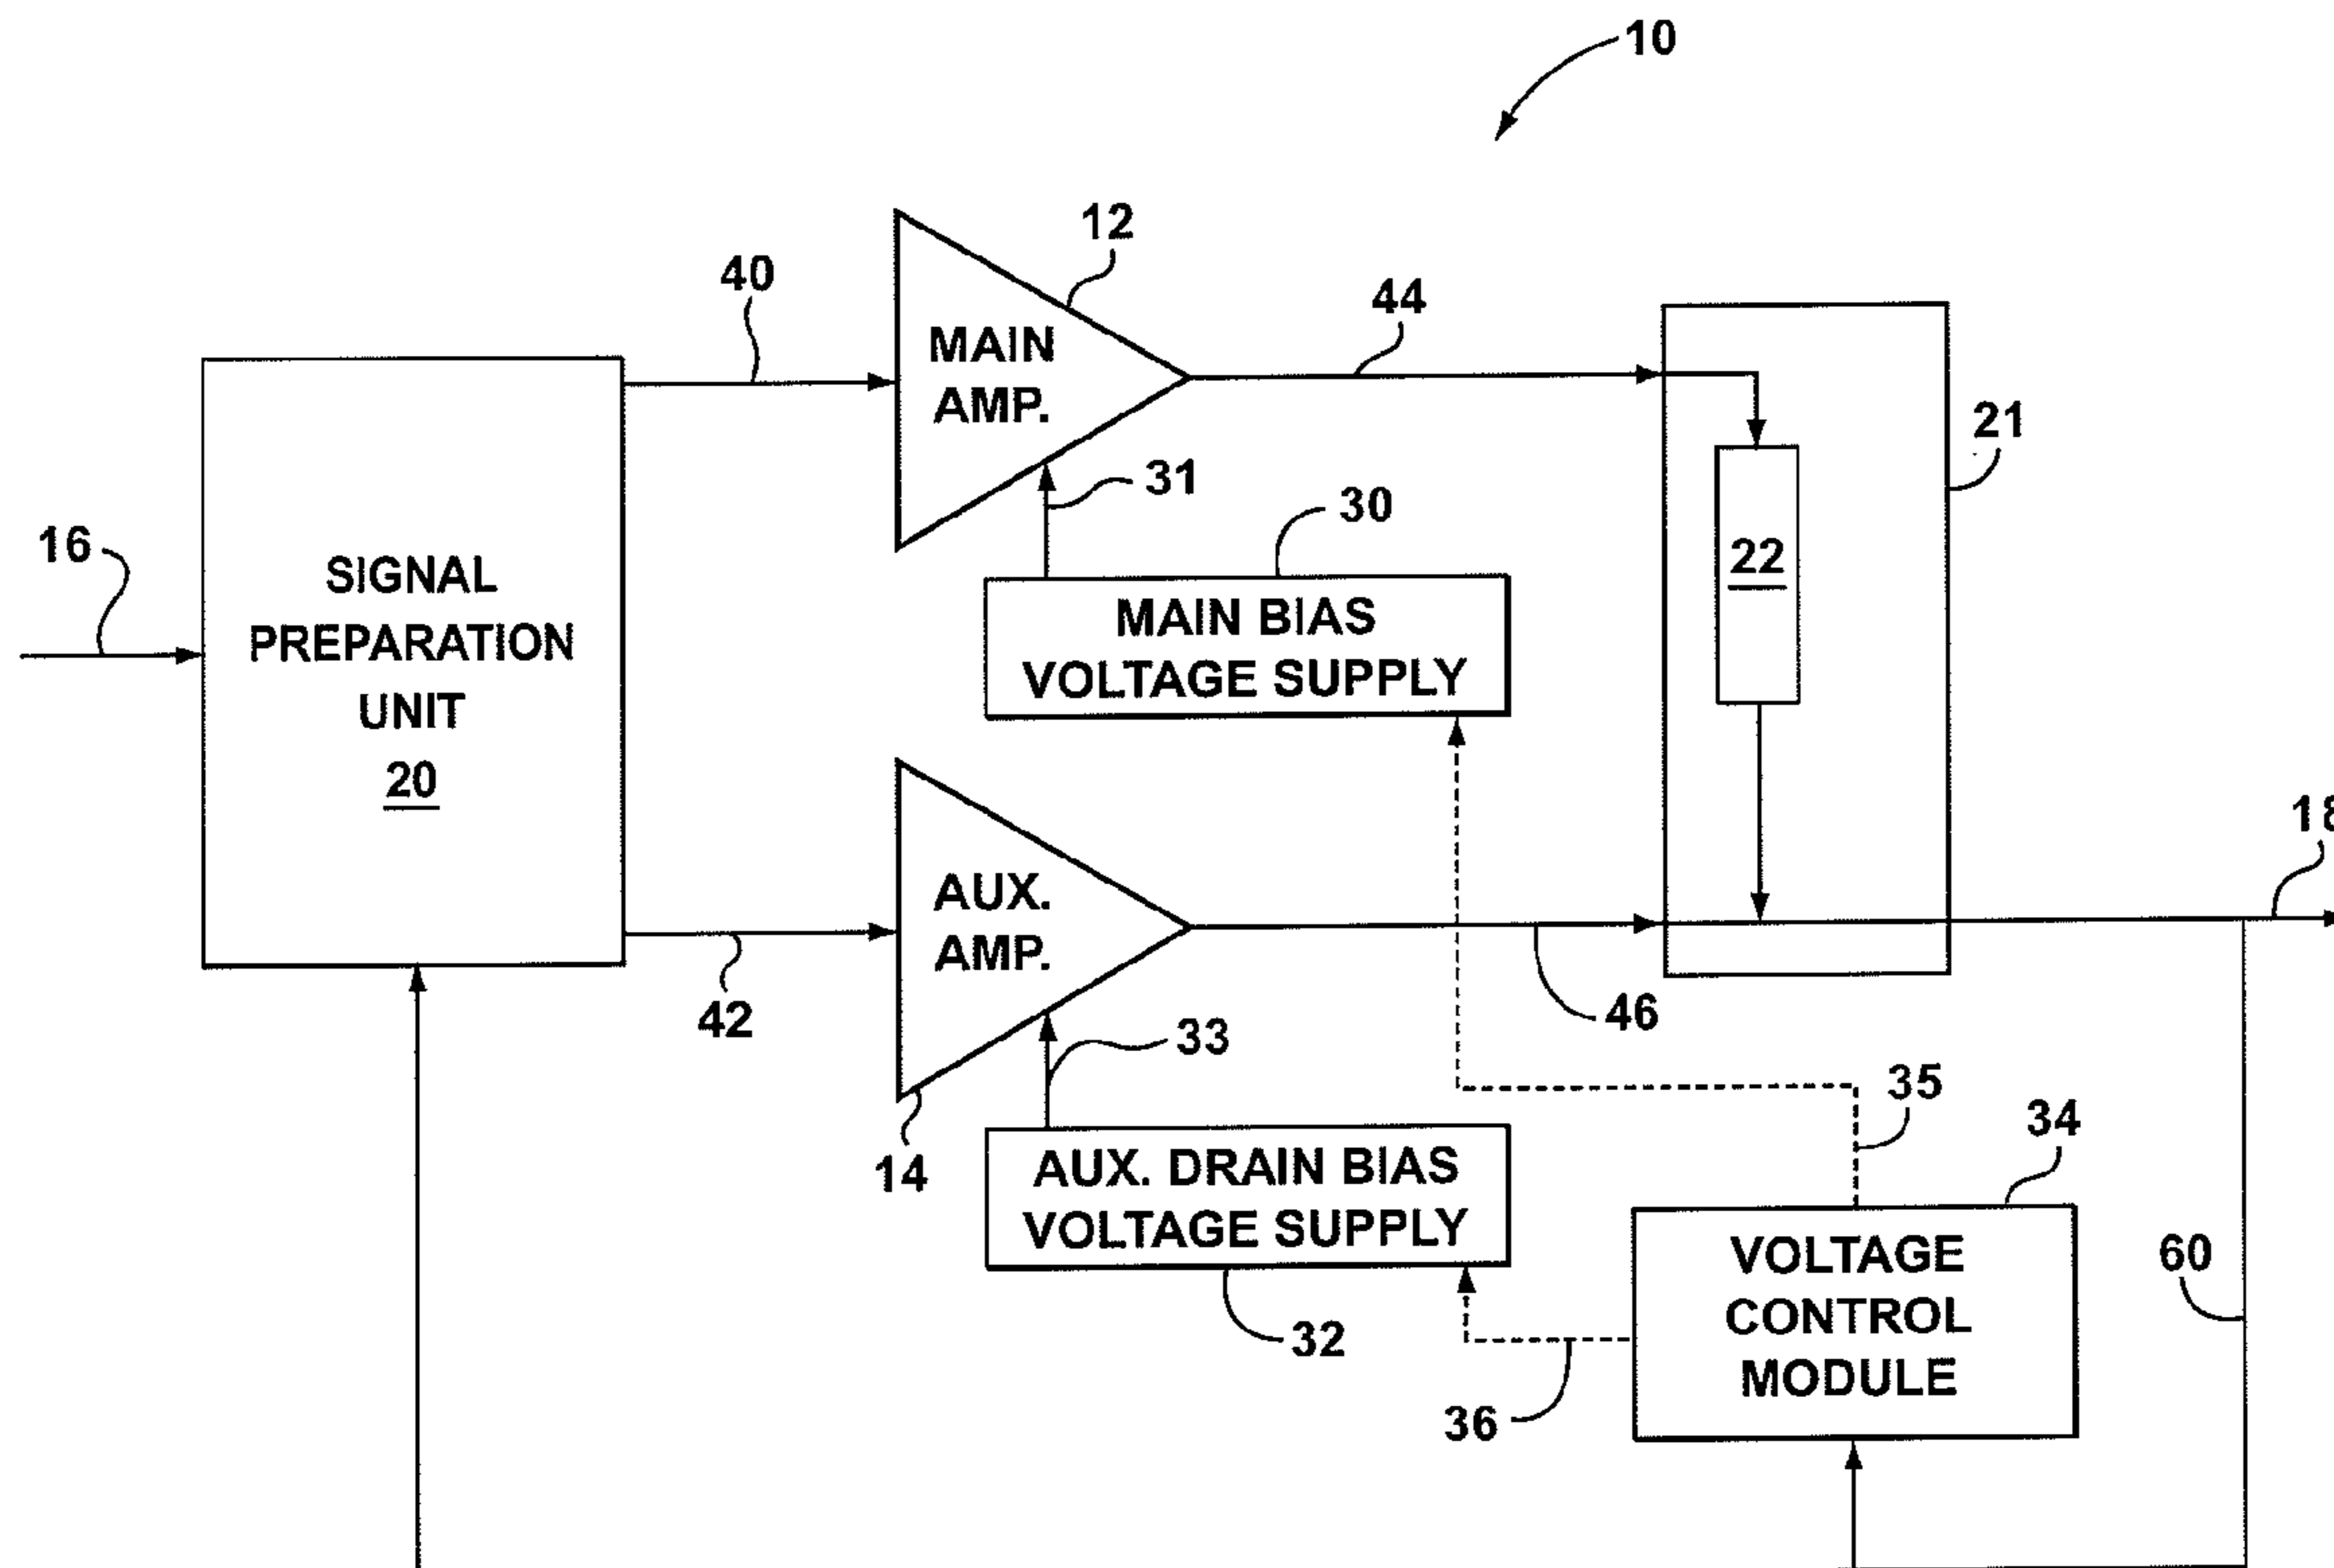 10
12
40
44
MAIN
AMP.
21
31
30
16
22
SIGNAL
PREPARATION
UNIT
20
MAIN BIAS
VOLTAGE SUPPLY
18
AUX.
AMP.
42
46
33
35
34
14
AUX. DRAIN BIAS
VOLTAGE SUPPLY
VOLTAGE
CONTROL
MODULE
60
32
36